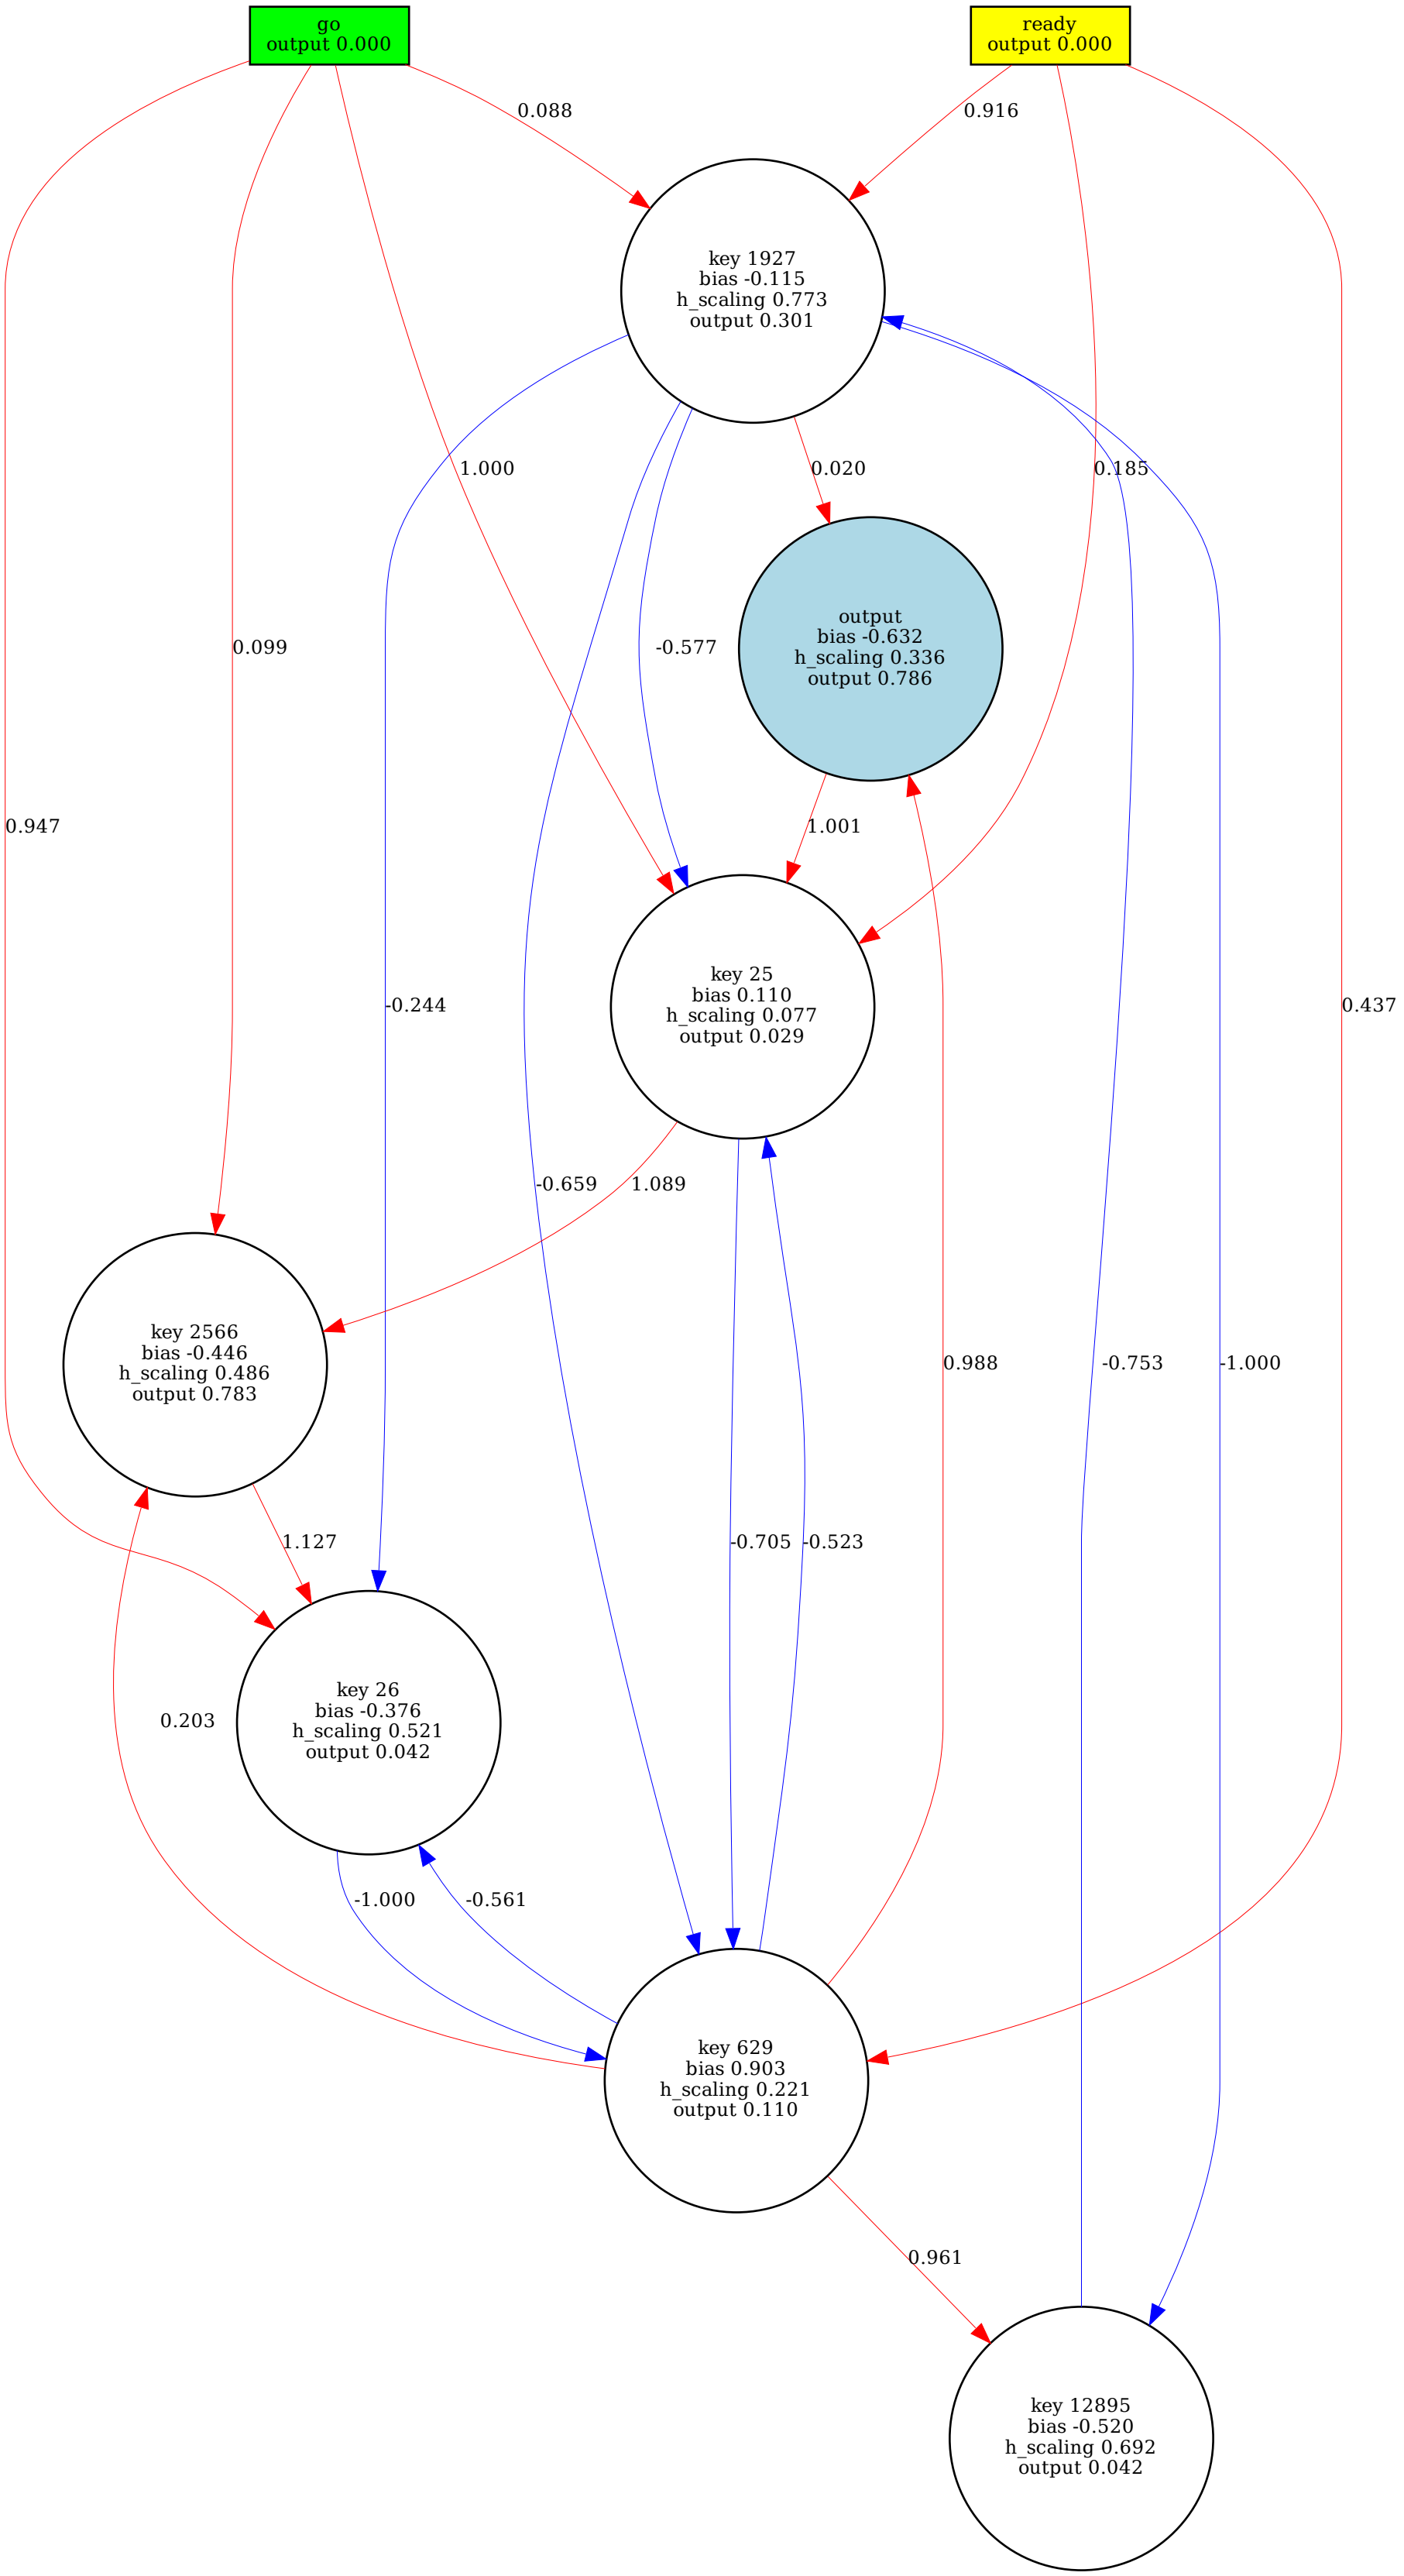 go
output 0.000
ready
output 0.000
0.088
0.916
key 1927
bias -0.115
h_scaling 0.773
output 0.301
1.000
0.020
0.185
output
bias -0.632
h_scaling 0.336
output 0.786
0.099
-0.577
0.947
1.001
key 25
bias 0.110
h_scaling 0.077
output 0.029
-0.244
0.437
-0.659
1.089
key 2566
bias -0.446
h_scaling 0.486
output 0.783
0.988
-0.753
-1.000
1.127
-0.705
-0.523
key 26
bias -0.376
h_scaling 0.521
output 0.042
0.203
-1.000
-0.561
key 629
bias 0.903
h_scaling 0.221
output 0.110
0.961
key 12895
bias -0.520
h_scaling 0.692
output 0.042